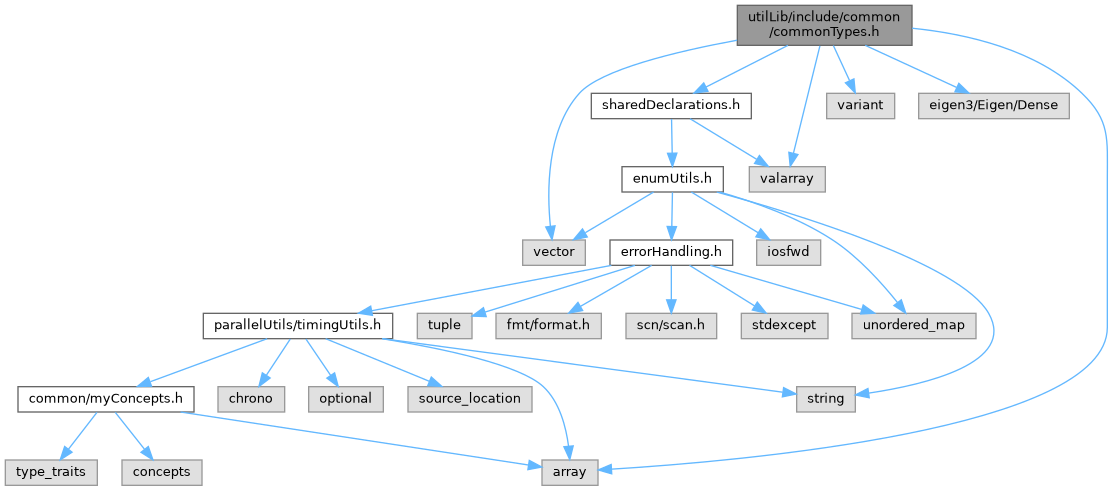 utilLib/include/common
/commonTypes.h
sharedDeclarations.h
variant
eigen3/Eigen/Dense
enumUtils.h
valarray
vector
errorHandling.h
iosfwd
parallelUtils/timingUtils.h
tuple
fmt/format.h
scn/scan.h
stdexcept
unordered_map
common/myConcepts.h
chrono
optional
source_location
string
type_traits
concepts
array